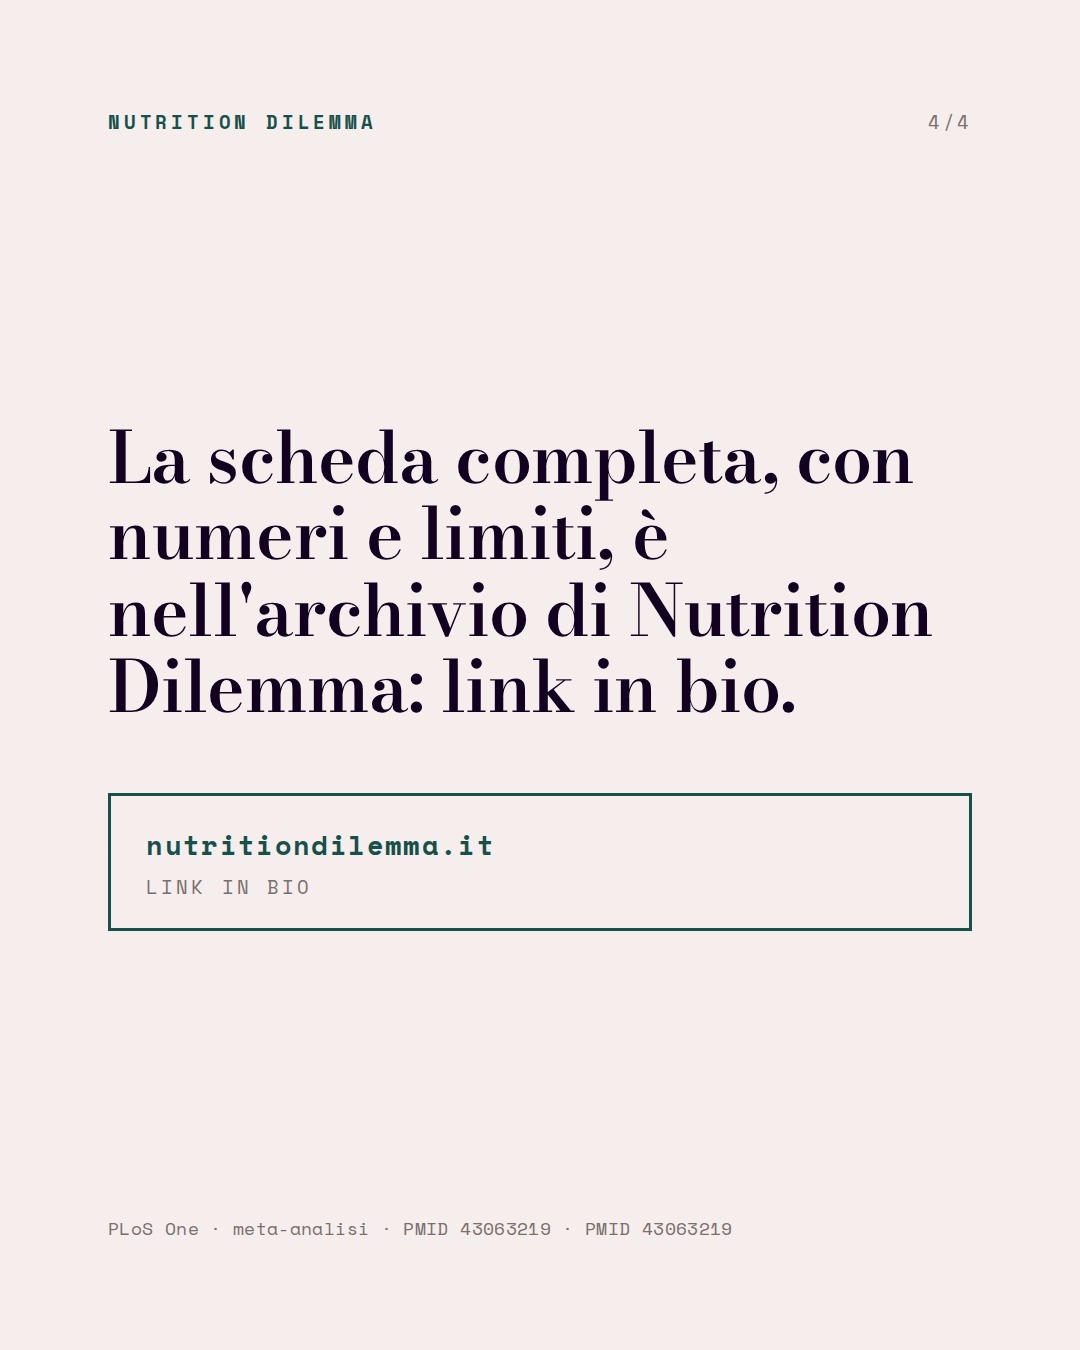 NUTRITION DILEMMA
4/4
La scheda completa, con
numeri e limiti, è
nell'archivio di Nutrition
Dilemma: link in bio.
nutritiondilemma.it
LINK IN BIO
PLoS One · meta-analisi · PMID 43063219 · PMID 43063219